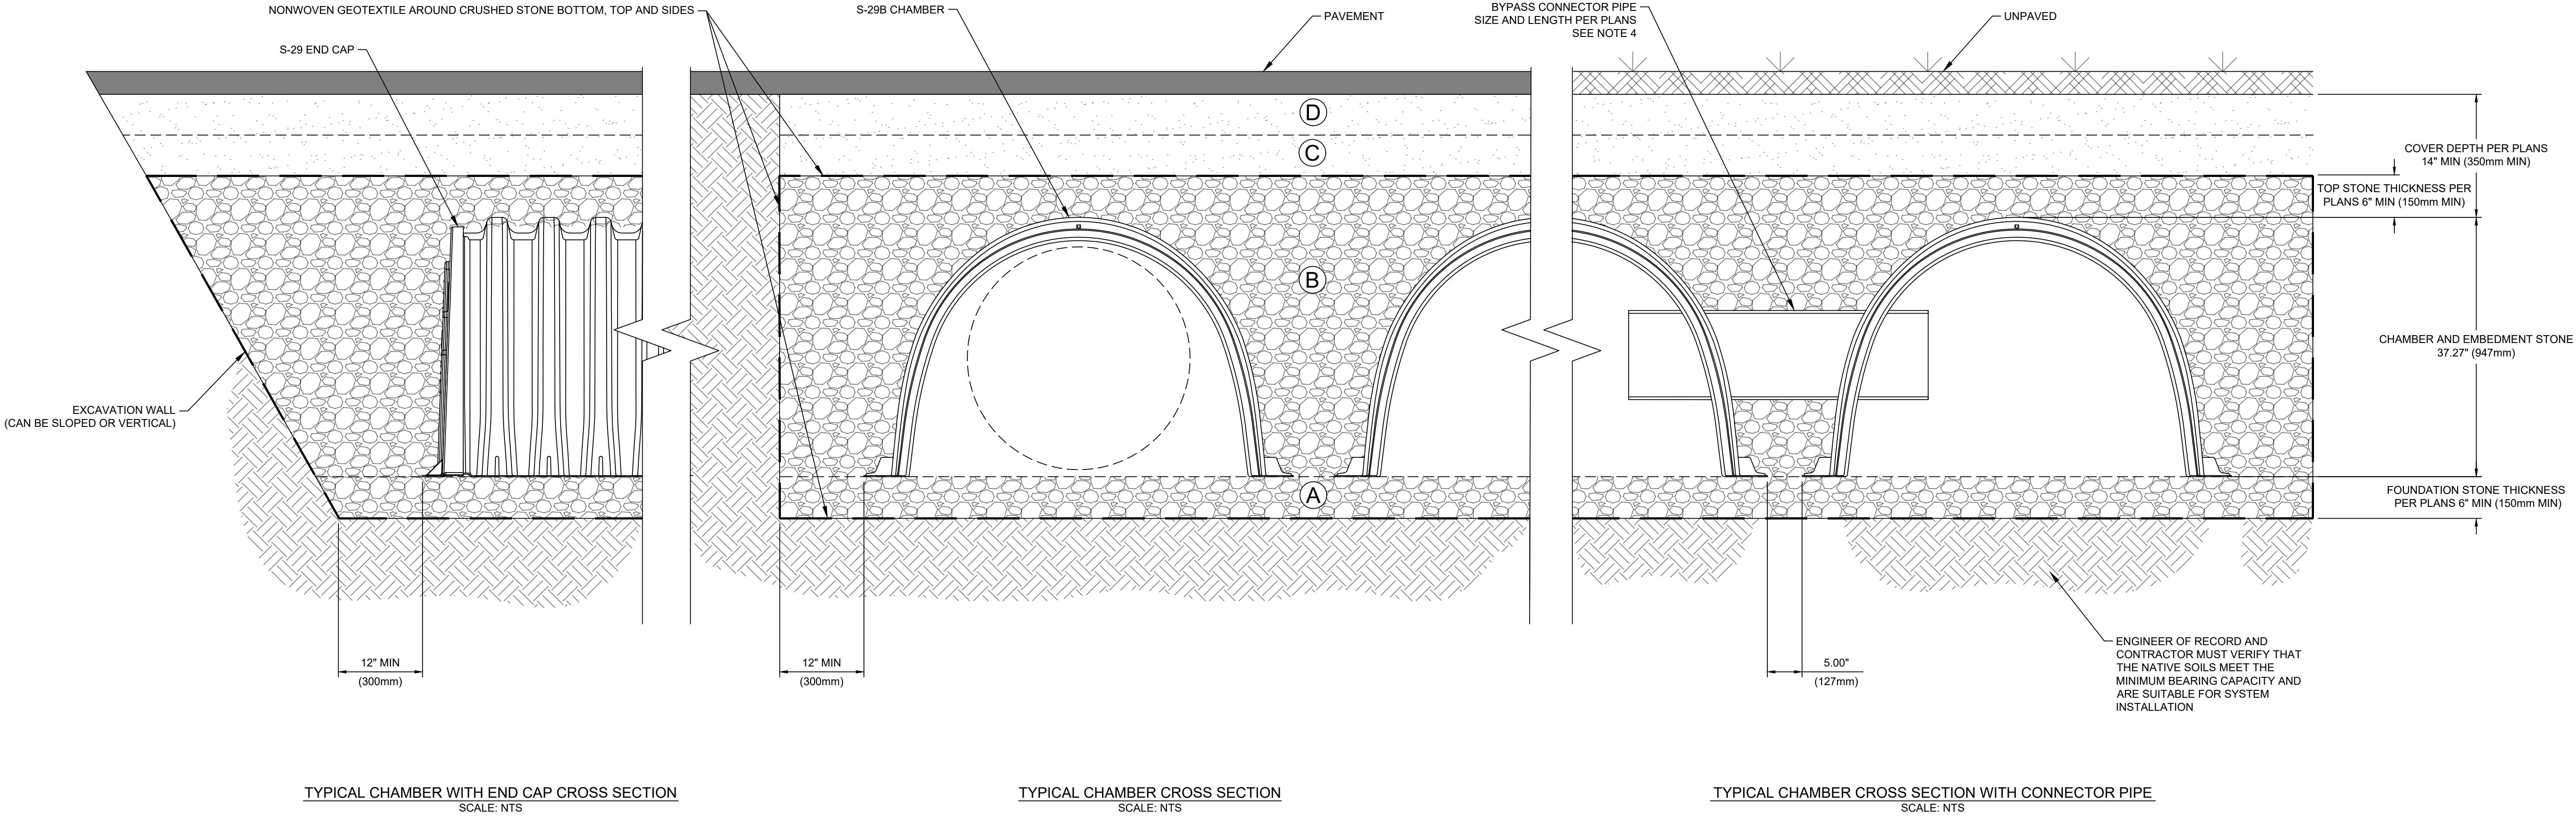 NONWOVEN GEOTEXTILE AROUND CRUSHED STONE BOTTOM, TOP AND SIDES
S-29 END CAP
S-29B CHAMBER
PAVEMENT
BYPASS CONNECTOR PIPE
SIZE AND LENGTH PER PLANS
SEE NOTE 4
UNPAVED
D
C
B
A
COVER DEPTH PER PLANS
14" MIN (350mm MIN)
TOP STONE THICKNESS PER
PLANS 6" MIN (150mm MIN)
CHAMBER AND EMBEDMENT STONE
37.27" (947mm)
FOUNDATION STONE THICKNESS
PER PLANS 6" MIN (150mm MIN)
EXCAVATION WALL
(CAN BE SLOPED OR VERTICAL)
12" MIN
(300mm)
12" MIN
(300mm)
5.00"
(127mm)
ENGINEER OF RECORD AND
CONTRACTOR MUST VERIFY THAT
THE NATIVE SOILS MEET THE
MINIMUM BEARING CAPACITY AND
ARE SUITABLE FOR SYSTEM
INSTALLATION
TYPICAL CHAMBER WITH END CAP CROSS SECTION
SCALE: NTS
TYPICAL CHAMBER CROSS SECTION
SCALE: NTS
TYPICAL CHAMBER CROSS SECTION WITH CONNECTOR PIPE
SCALE: NTS